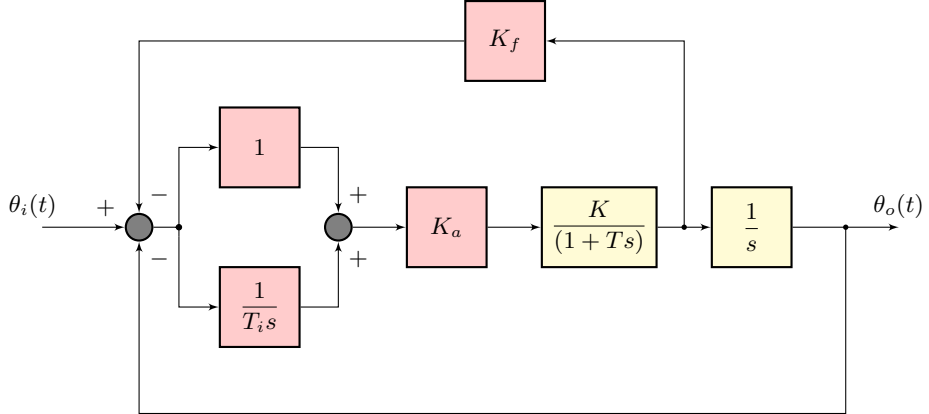 K_f
1
−
+
θ_i(t)
+
K_a
K
(1 + Ts)
1
s
θ_o(t)
−
+
1
T_i s